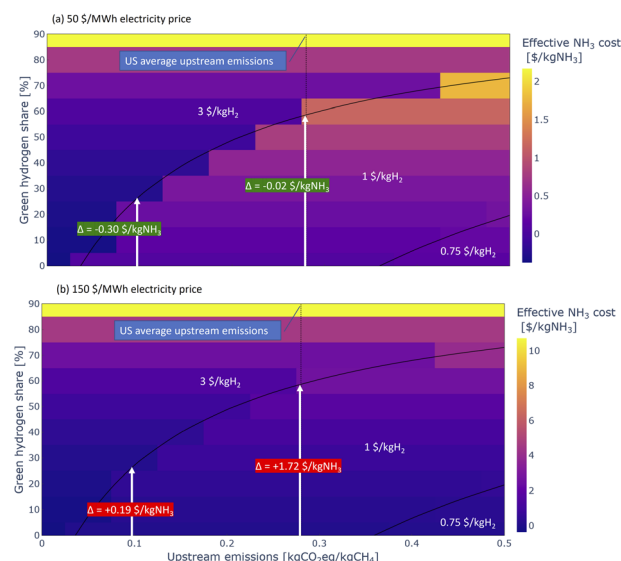 (a) 50 $/MWh electricity price
90
80
70
60
50
40
30
20
10
0
Green hydrogen share [%]
US average upstream emissions
3 $/kgH₂
1 $/kgH₂
0.75 $/kgH₂
Δ = -0.02 $/kgNH₃
Δ = -0.30 $/kgNH₃
Effective NH₃ cost
[$/kgNH₃]
2
1.5
1
0.5
0
(b) 150 $/MWh electricity price
90
80
70
60
50
40
30
20
10
0
Green hydrogen share [%]
US average upstream emissions
3 $/kgH₂
1 $/kgH₂
0.75 $/kgH₂
Δ = +1.72 $/kgNH₃
Δ = +0.19 $/kgNH₃
0
0.1
0.2
0.3
0.4
0.5
Upstream emissions [kgCO₂eq/kgCH₄]
Effective NH₃ cost
[$/kgNH₃]
10
8
6
4
2
0